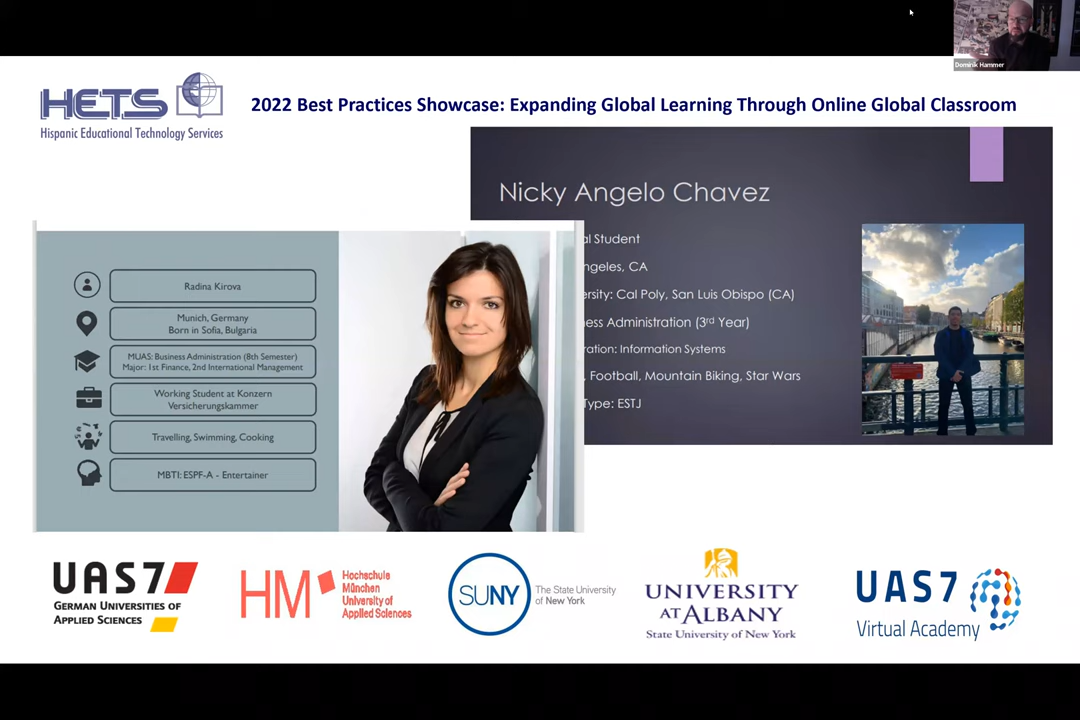 Dominik Hammer
HETS
Hispanic Educational Technology Services
2022 Best Practices Showcase: Expanding Global Learning Through Online Global Classroom
Nicky Angelo Chavez
al Student
ngeles, CA
ersity: Cal Poly, San Luis Obispo (CA)
ess Administration (3rd Year)
ration: Information Systems
, Football, Mountain Biking, Star Wars
Type: ESTJ
Radina Kirova
Munich, Germany
Born in Sofia, Bulgaria
MUAS: Business Administration (8th Semester)
Major: 1st Finance, 2nd International Management
Working Student at Konzern
Versicherungskammer
Travelling, Swimming, Cooking
MBTI: ESPF-A - Entertainer
UAS7
GERMAN UNIVERSITIES OF
APPLIED SCIENCES
HM
Hochschule
München
University of
Applied Sciences
SUNY
The State University
of New York
UNIVERSITY
AT ALBANY
State University of New York
UAS7
Virtual Academy